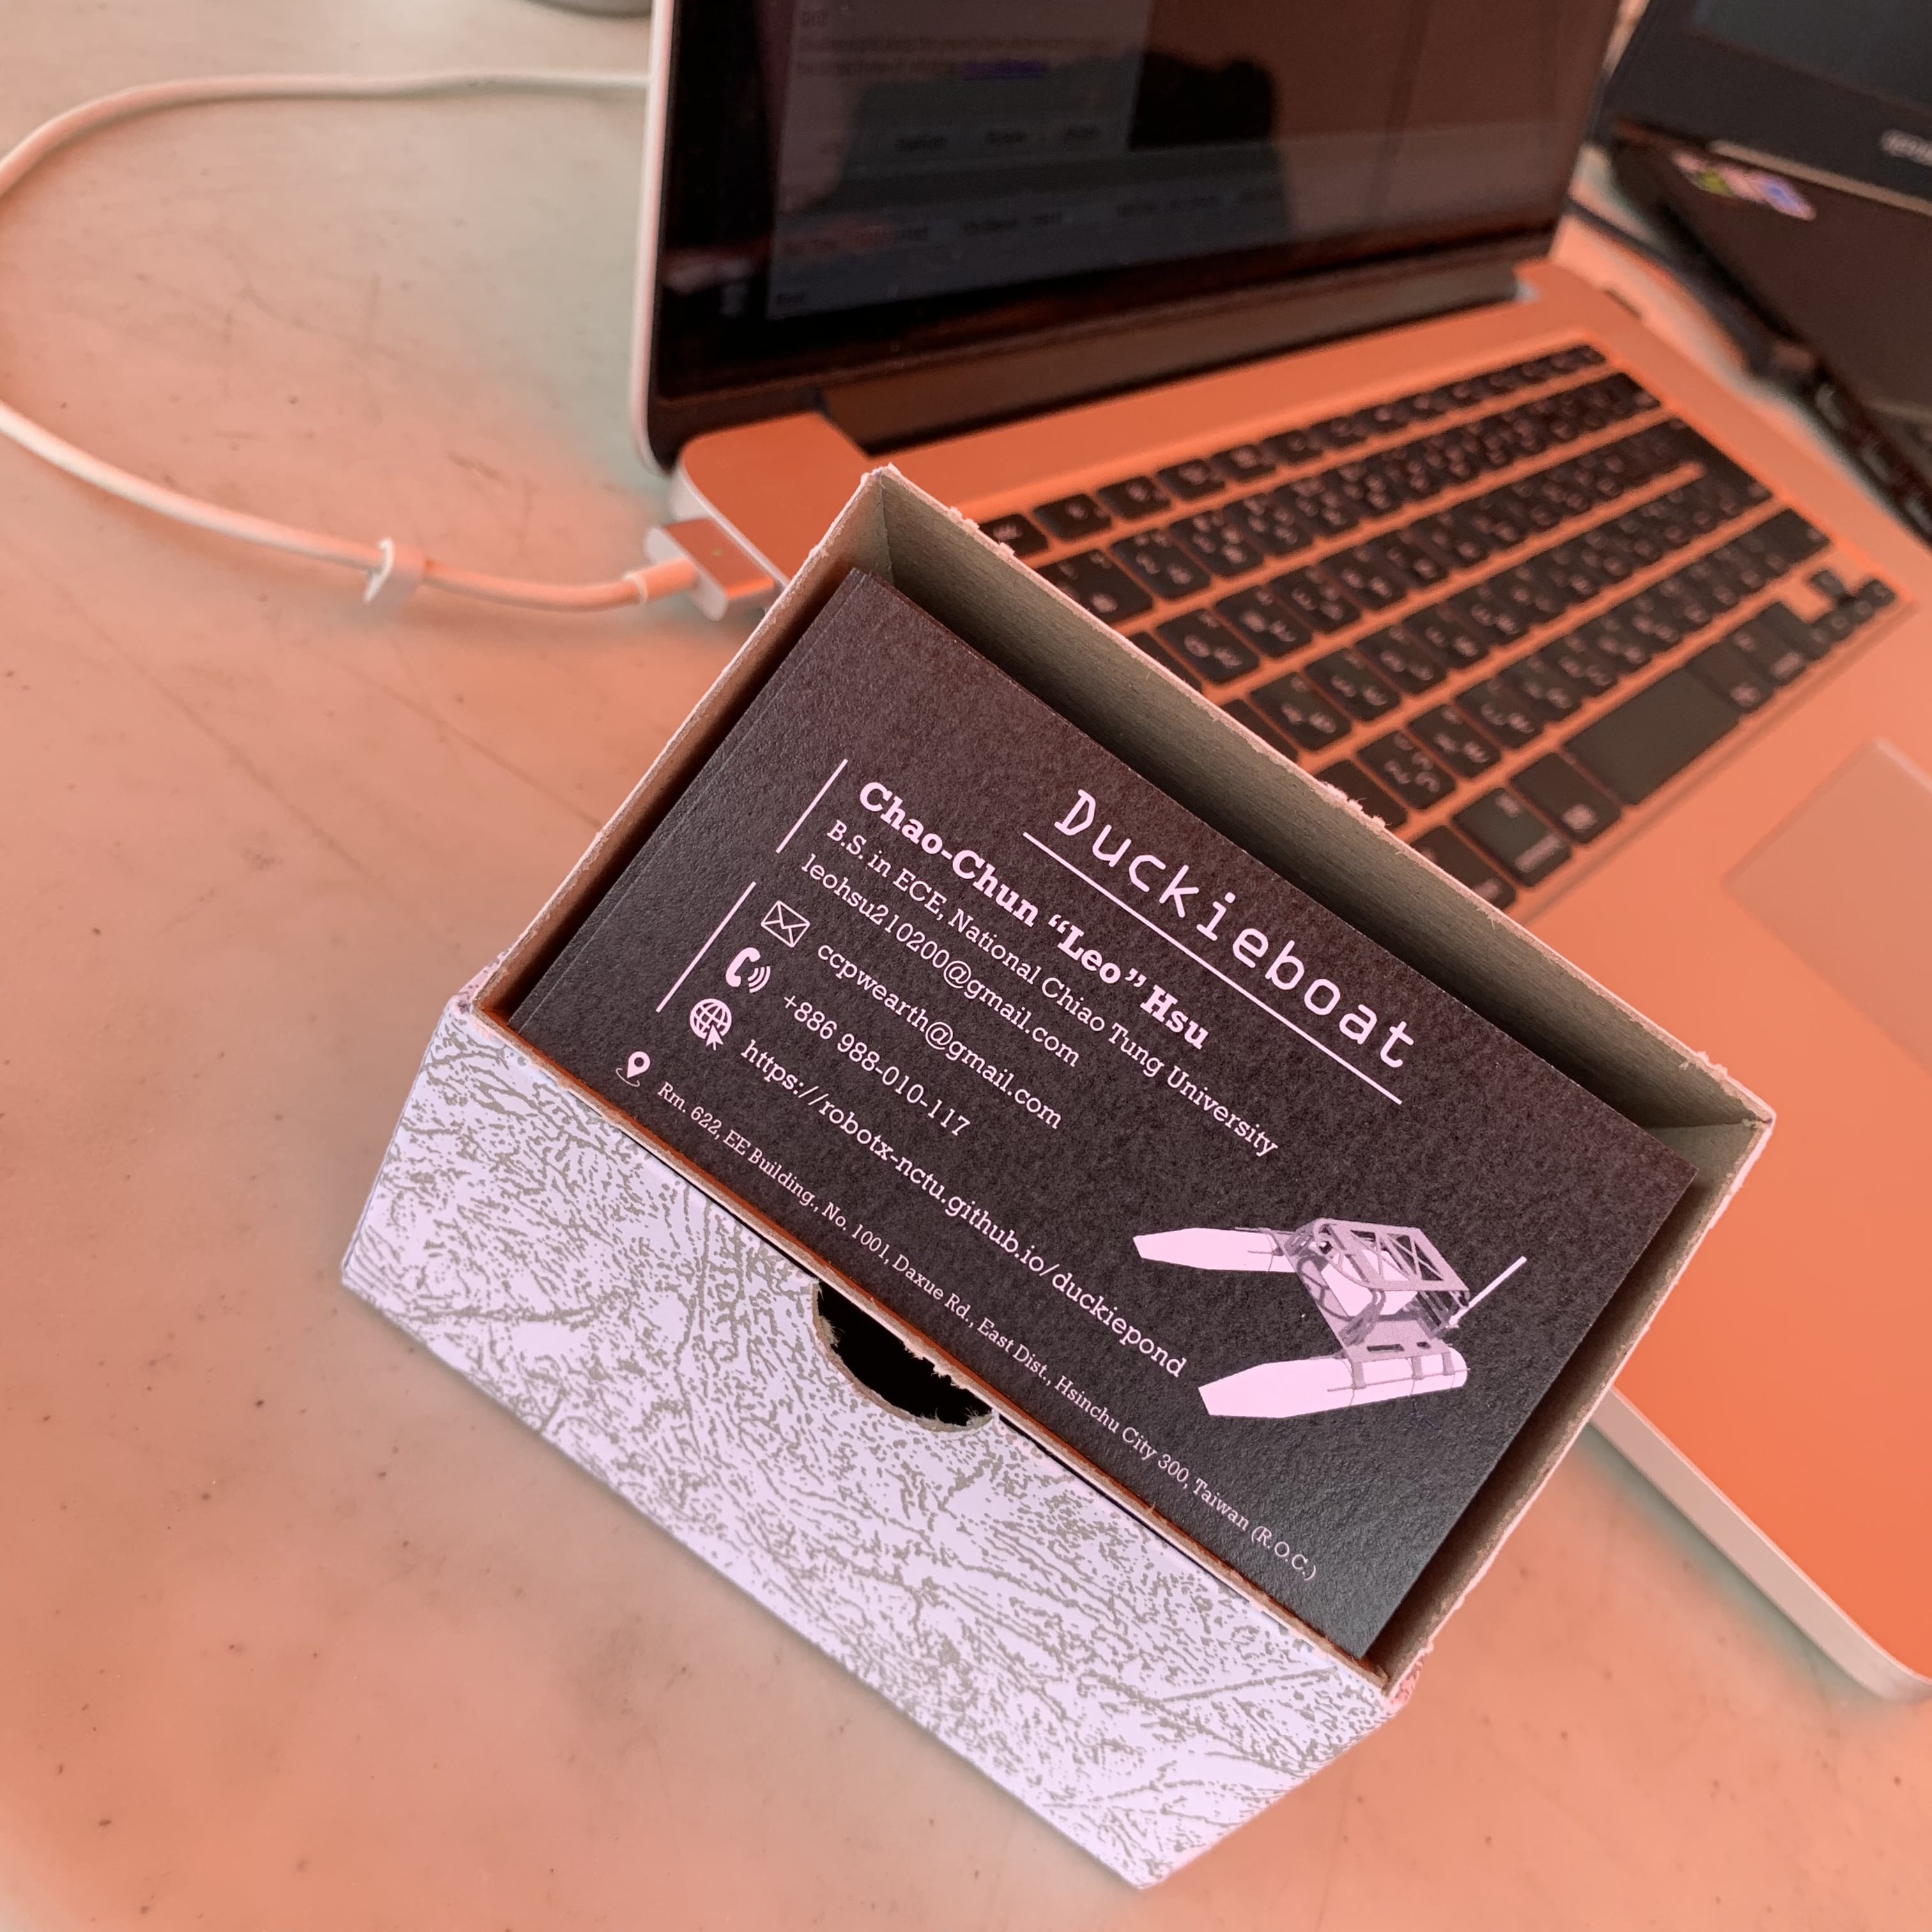 Duckieboat
Chao-Chun “Leo” Hsu
B.S. in ECE, National Chiao Tung University
leohsu210200@gmail.com
ccpwearth@gmail.com
+886 988-010-117
https://robotx-nctu.github.io/duckiepond
Rm. 622, EE Building., No. 1001, Daxue Rd., East Dist., Hsinchu City 300, Taiwan (R.O.C.)